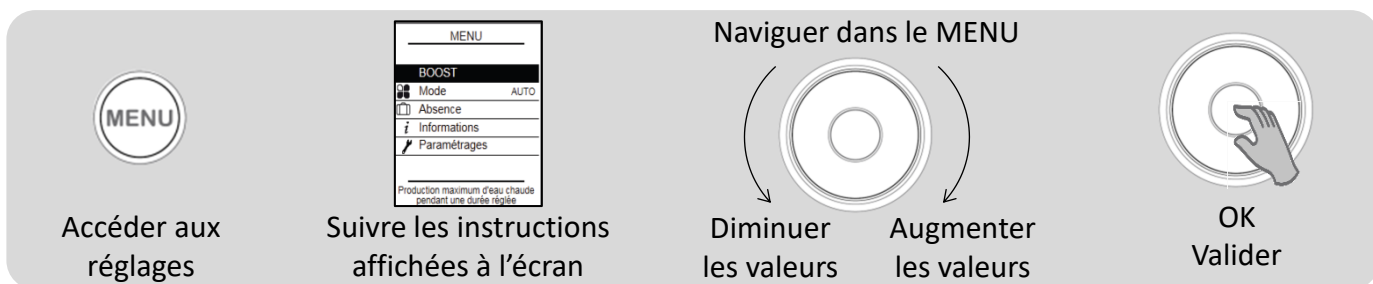 MENU
Accéder aux
réglages
MENU
BOOST
Mode AUTO
Absence
i Informations
Paramétrages
Production maximum d'eau chaude
pendant une durée réglée
Suivre les instructions
affichées à l’écran
Naviguer dans le MENU
Diminuer
les valeurs
Augmenter
les valeurs
OK
Valider